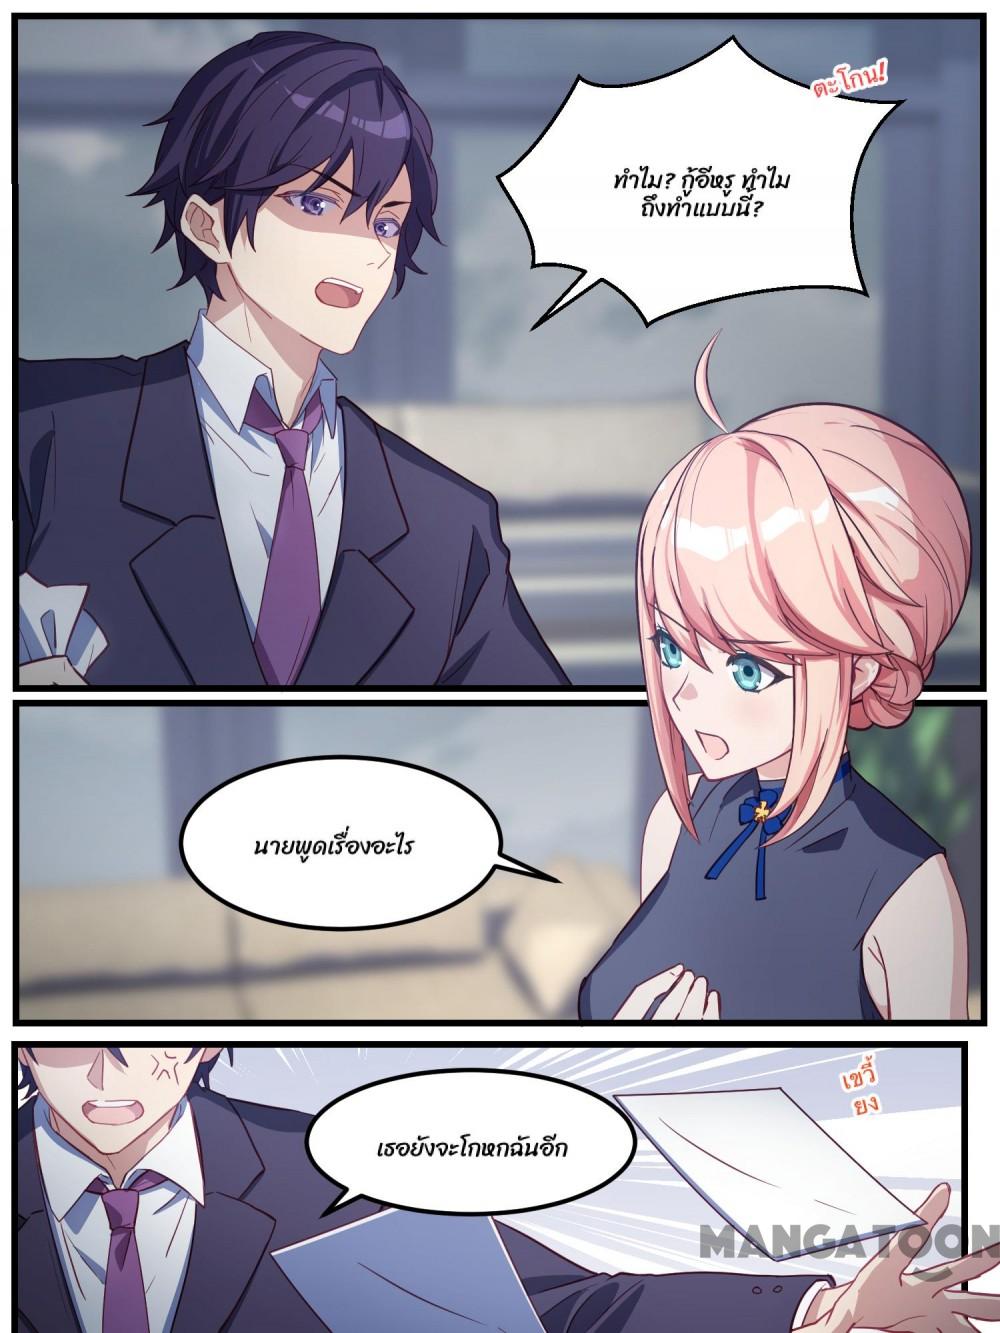 ตะโกน!
ทำไม? กู้อีหรู ทำไม
ถึงทำแบบนี้?
นายพูดเรื่องอะไร
เขวี้
ยง
เธอยังจะโกหกฉันอีก
MANGATOON